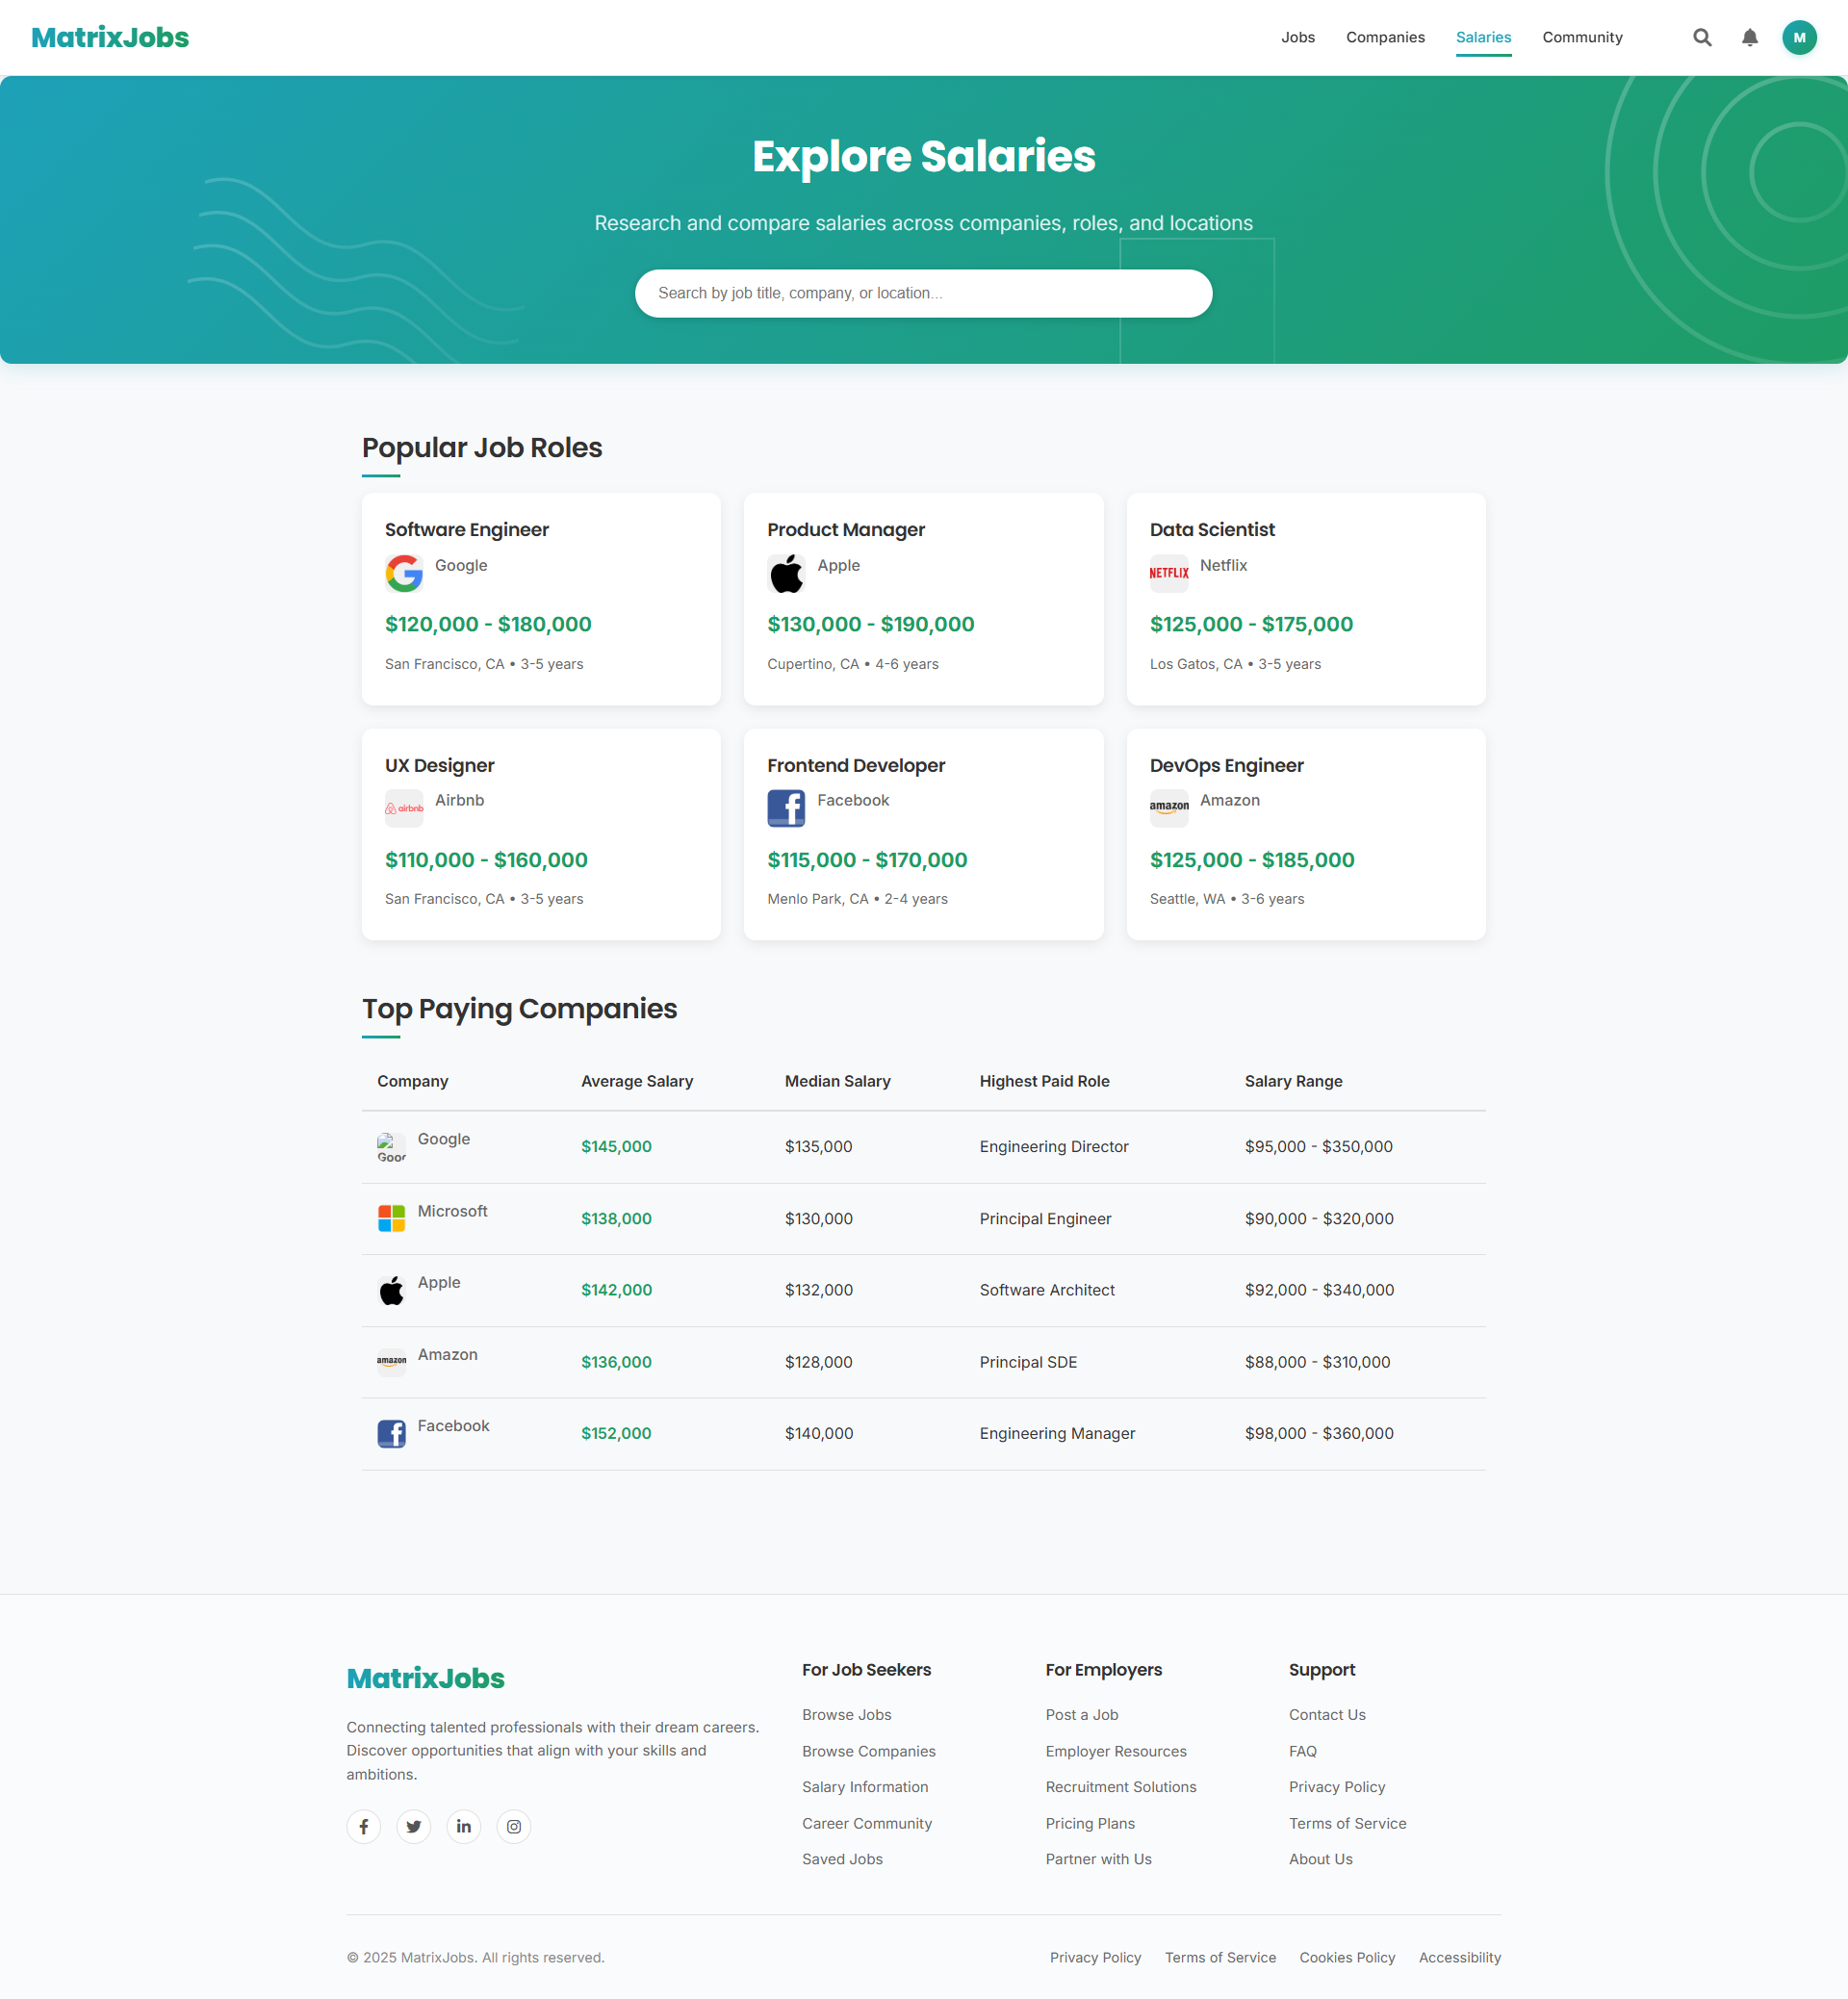 MatrixJobs
Jobs
Companies
Salaries
Community
M
Explore Salaries
Research and compare salaries across companies, roles, and locations
Search by job title, company, or location...
Popular Job Roles
Software Engineer
Google
$120,000 - $180,000
San Francisco, CA • 3-5 years
Product Manager
Apple
$130,000 - $190,000
Cupertino, CA • 4-6 years
Data Scientist
NETFLIX
Netflix
$125,000 - $175,000
Los Gatos, CA • 3-5 years
UX Designer
airbnb
Airbnb
$110,000 - $160,000
San Francisco, CA • 3-5 years
Frontend Developer
Facebook
$115,000 - $170,000
Menlo Park, CA • 2-4 years
DevOps Engineer
amazon
Amazon
$125,000 - $185,000
Seattle, WA • 3-6 years
Top Paying Companies
Company Average Salary Median Salary Highest Paid Role Salary Range
Google $145,000 $135,000 Engineering Director $95,000 - $350,000
Microsoft $138,000 $130,000 Principal Engineer $90,000 - $320,000
Apple $142,000 $132,000 Software Architect $92,000 - $340,000
amazon Amazon $136,000 $128,000 Principal SDE $88,000 - $310,000
Facebook $152,000 $140,000 Engineering Manager $98,000 - $360,000
MatrixJobs
Connecting talented professionals with their dream careers.
Discover opportunities that align with your skills and
ambitions.
For Job Seekers
Browse Jobs
Browse Companies
Salary Information
Career Community
Saved Jobs
For Employers
Post a Job
Employer Resources
Recruitment Solutions
Pricing Plans
Partner with Us
Support
Contact Us
FAQ
Privacy Policy
Terms of Service
About Us
© 2025 MatrixJobs. All rights reserved.
Privacy Policy
Terms of Service
Cookies Policy
Accessibility